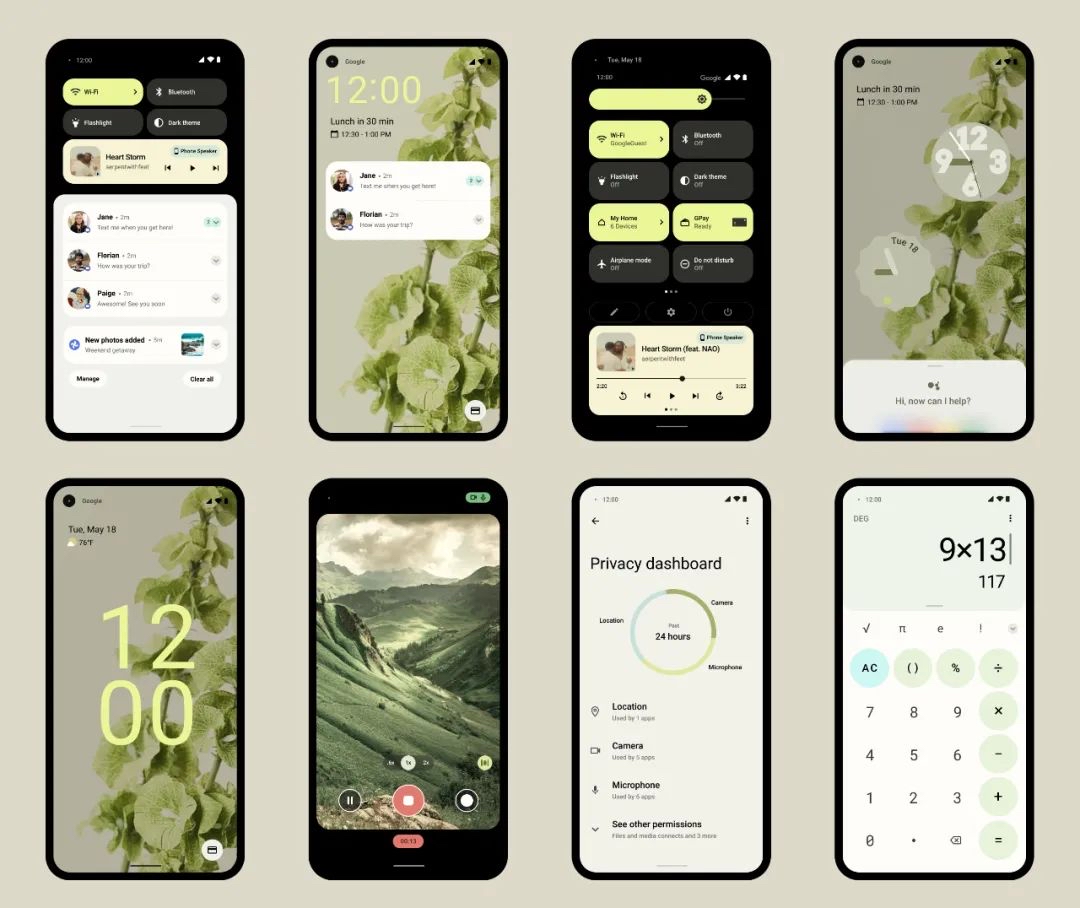 12:00
Wi-Fi
Bluetooth
Flashlight
Dark theme
Phone Speaker
Heart Storm
serpentwithfeet
Jane • 2m
Text me when you get here!
2
Florian • 2m
How was your trip?
Paige • 2m
Awesome! See you soon
New photos added • 5m
Weekend getaway
Manage
Clear all
Google
12:00
Lunch in 30 min
12:30 - 1:00 PM
Jane • 2m
Text me when you get here!
2
Florian • 2m
How was your trip?
Tue, May 18
12:00
Google
Wi-Fi
GoogleGuest
Bluetooth
Off
Flashlight
Off
Dark theme
Off
My Home
6 Devices
GPay
Ready
Airplane mode
Off
Do not disturb
Off
Phone Speaker
Heart Storm (feat. NAO)
serpentwithfeet
2:20
3:22
Google
Lunch in 30 min
12:30 - 1:00 PM
12
9 3
6
Tue 18
Hi, how can I help?
Google
Tue, May 18
76°F
12
00
.5x
1x
2x
00:13
12:00
Privacy dashboard
Camera
Location
Past
24 hours
Microphone
Location
Used by 1 apps
Camera
Used by 5 apps
Microphone
Used by 6 apps
See other permissions
Files and media connects and 3 more
12:00
DEG
9×13
117
√ π e !
AC ( ) % ÷
7 8 9 ×
4 5 6 −
1 2 3 +
0 . =